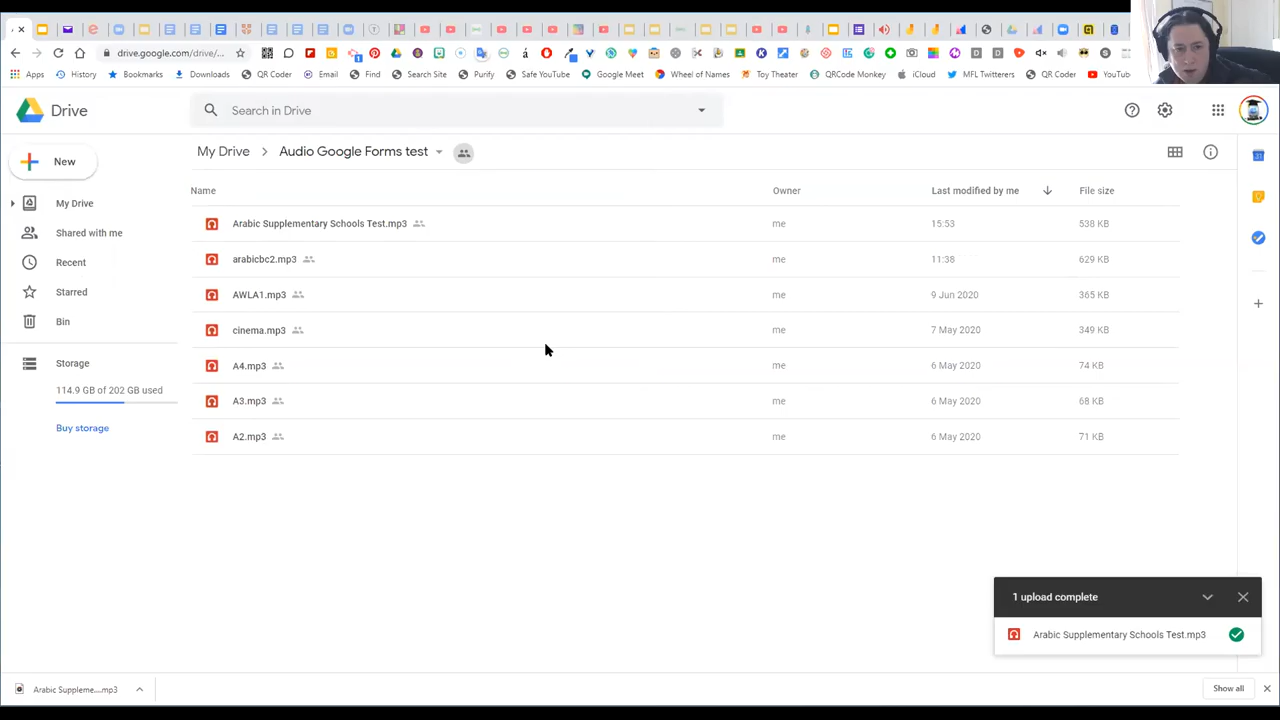 drive.google.com/drive/...
Apps
History
Bookmarks
Downloads
QR Coder
Email
Find
Search Site
Purify
Safe YouTube
Google Meet
Wheel of Names
Toy Theater
QRCode Monkey
iCloud
MFL Twitterers
QR Coder
YouTu
Drive
Search in Drive
New
My Drive
Audio Google Forms test
My Drive
Shared with me
Recent
Starred
Bin
Storage
114.9 GB of 202 GB used
Buy storage
Name Owner Last modified by me File size
Arabic Supplementary Schools Test.mp3 me 15:53 538 KB
arabicbc2.mp3 me 11:38 629 KB
AWLA1.mp3 me 9 Jun 2020 365 KB
cinema.mp3 me 7 May 2020 349 KB
A4.mp3 me 6 May 2020 74 KB
A3.mp3 me 6 May 2020 68 KB
A2.mp3 me 6 May 2020 71 KB
1 upload complete
Arabic Supplementary Schools Test.mp3
Arabic Suppleme....mp3
Show all